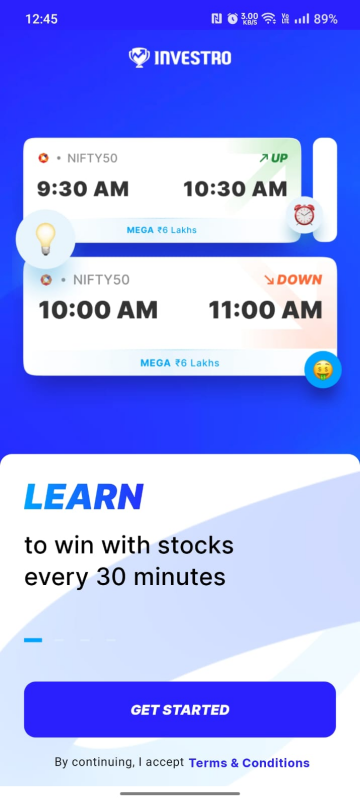 12:45 3.00 KB/S Vo LTE 89%
INVESTRO
• NIFTY50 UP
9:30 AM 10:30 AM
MEGA ₹6 Lakhs
• NIFTY50 DOWN
10:00 AM 11:00 AM
MEGA ₹6 Lakhs
LEARN
to win with stocks
every 30 minutes
GET STARTED
By continuing, I accept Terms & Conditions